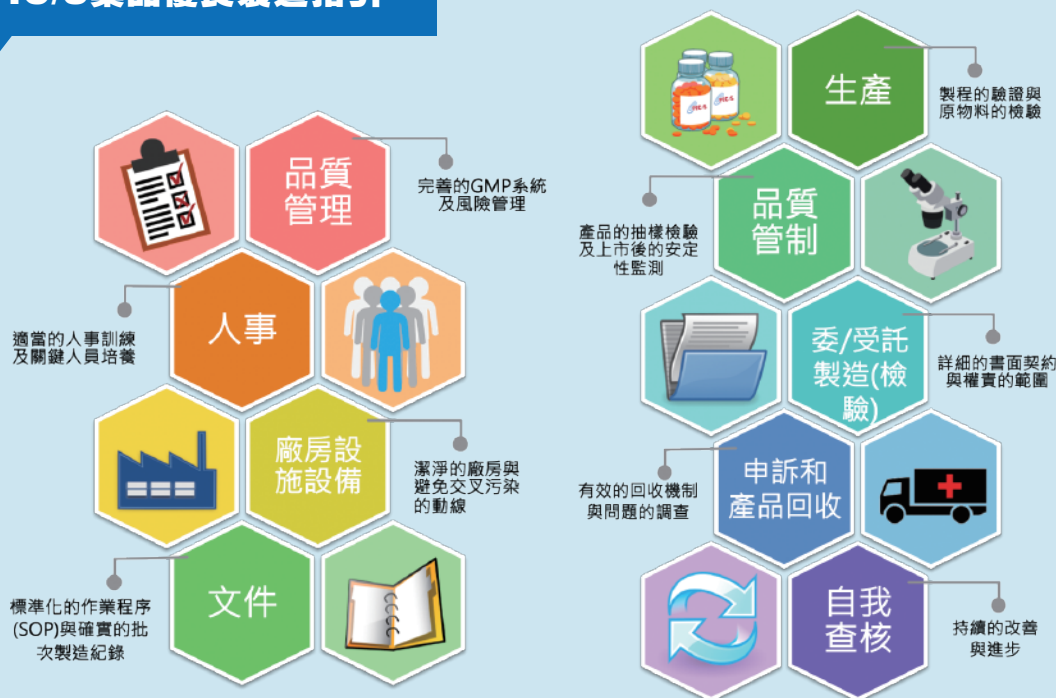 藥品優良製造指引
品質
管理
完善的GMP系統
及風險管理
人事
適當的人事訓練
及關鍵人員培養
廠房設
施設備
潔淨的廠房與
避免交叉污染
的動線
文件
標準化的作業程序
(SOP)與確實的批
次製造紀錄
生產
製程的驗證與
原物料的檢驗
品質
管制
產品的抽樣檢驗
及上市後的安定
性監測
委/受託
製造(檢
驗)
詳細的書面契約
與權責的範圍
申訴和
產品回收
有效的回收機制
與問題的調查
自我
查核
持續的改善
與進步